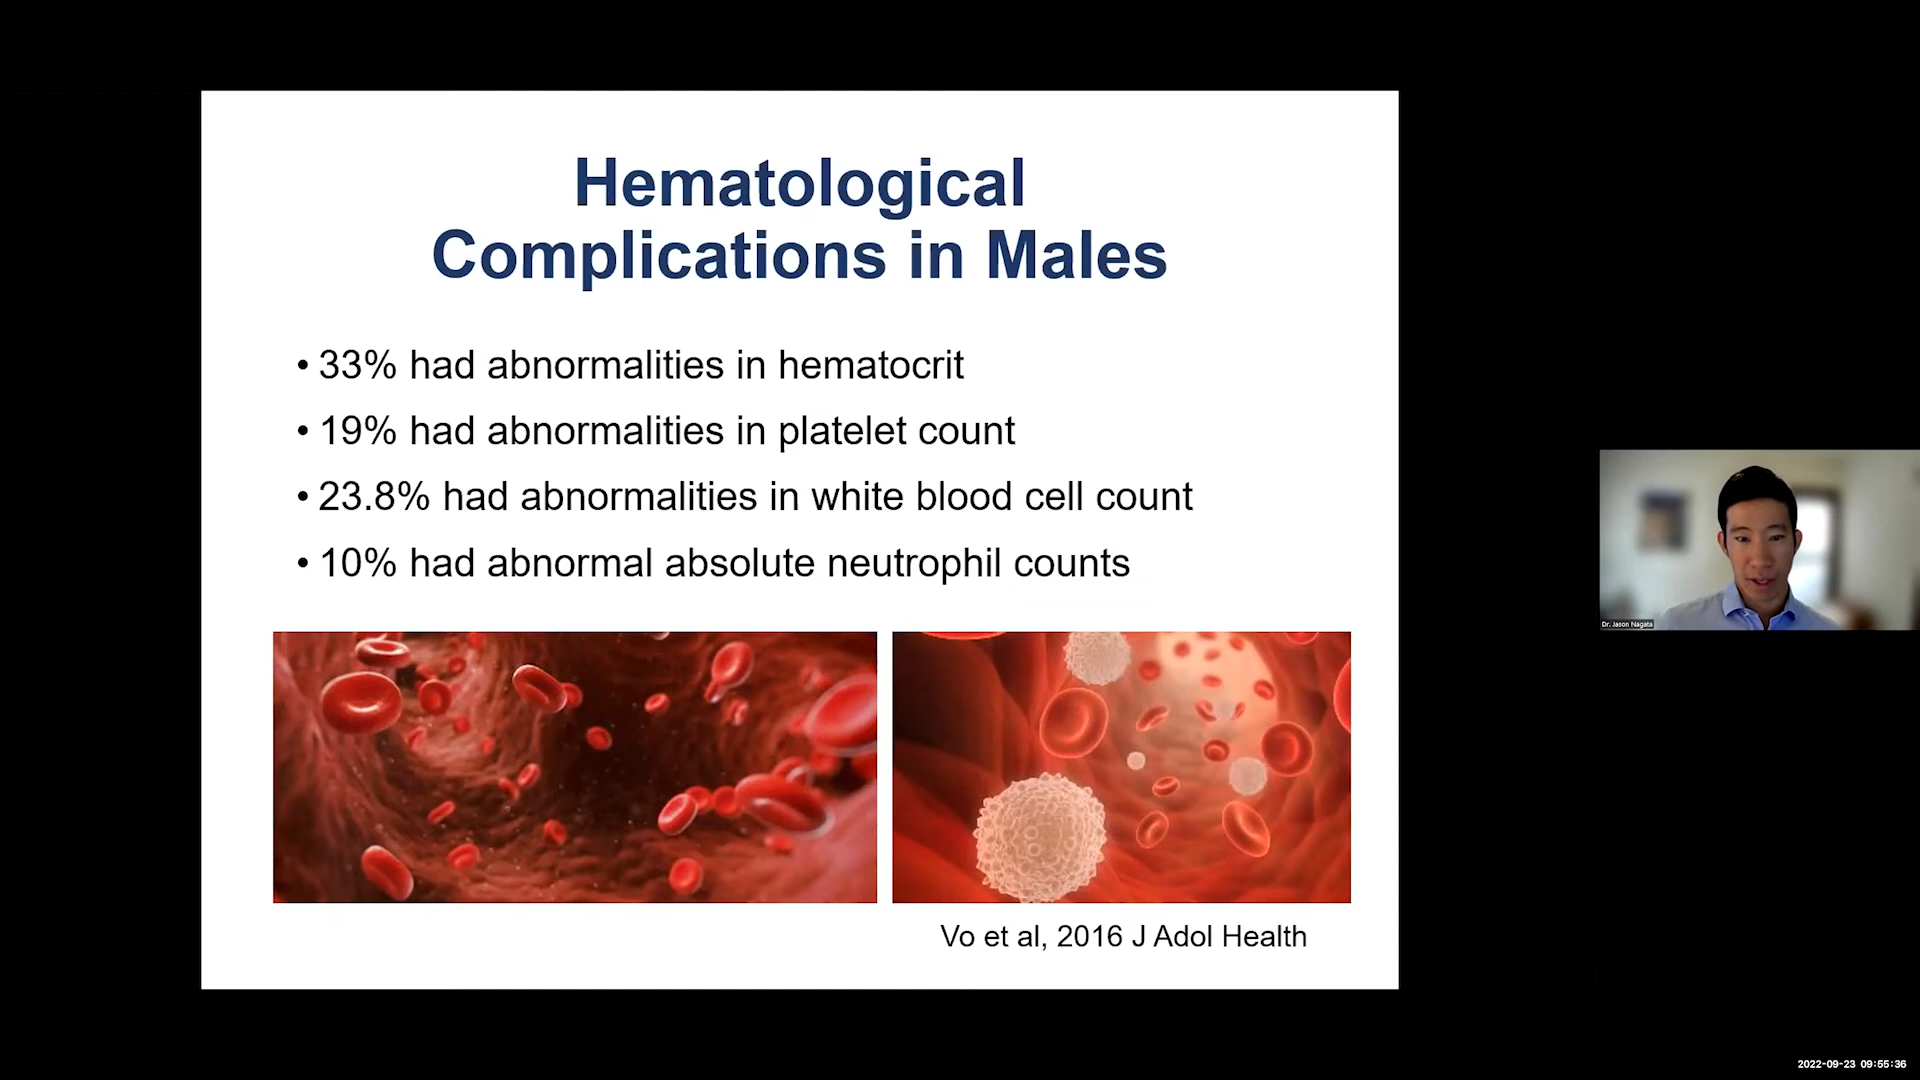 Hematological
Complications in Males
• 33% had abnormalities in hematocrit
• 19% had abnormalities in platelet count
• 23.8% had abnormalities in white blood cell count
• 10% had abnormal absolute neutrophil counts
Vo et al, 2016 J Adol Health
Dr. Jason Nagata
2022-09-23 09:55:36